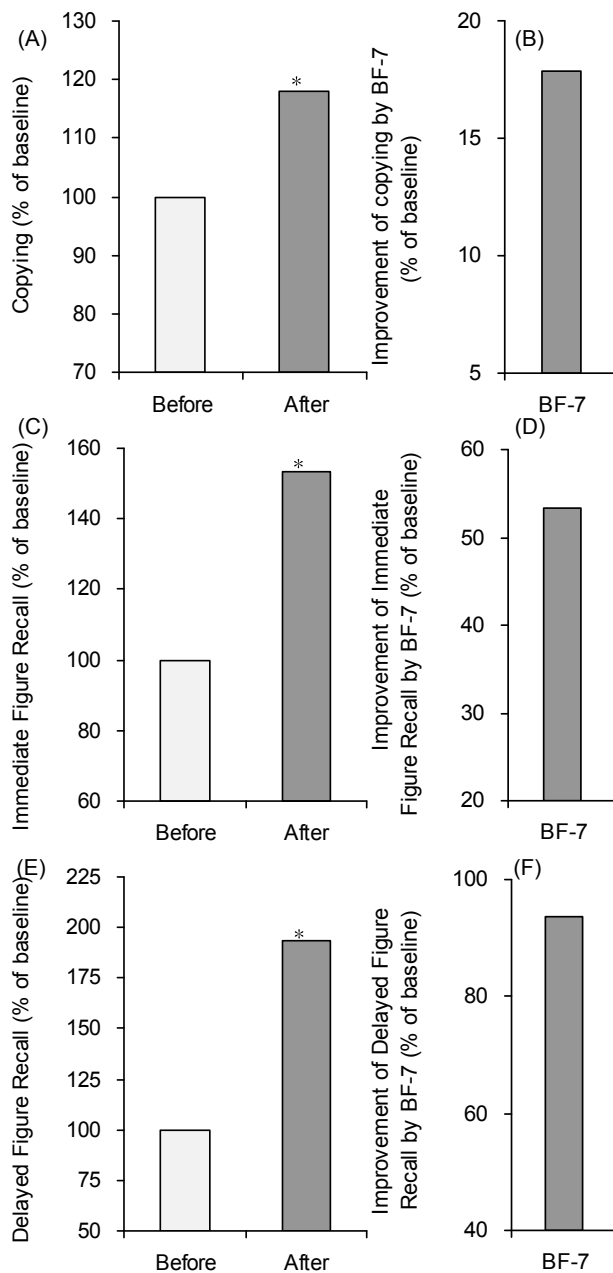 (A)
Copying (% of baseline)
130
120
110
100
90
80
70
*
Before
After
(B)
Improvement of copying by BF-7
(% of baseline)
20
15
10
5
BF-7
(C)
Immediate Figure Recall (% of baseline)
160
140
120
100
80
60
*
Before
After
(D)
Improvement of Immediate
Figure Recall by BF-7 (% of baseline)
60
50
40
30
20
BF-7
(E)
Delayed Figure Recall (% of baseline)
225
200
175
150
125
100
75
50
*
Before
After
(F)
Improvement of Delayed Figure
Recall by BF-7 (% of baseline)
100
80
60
40
BF-7